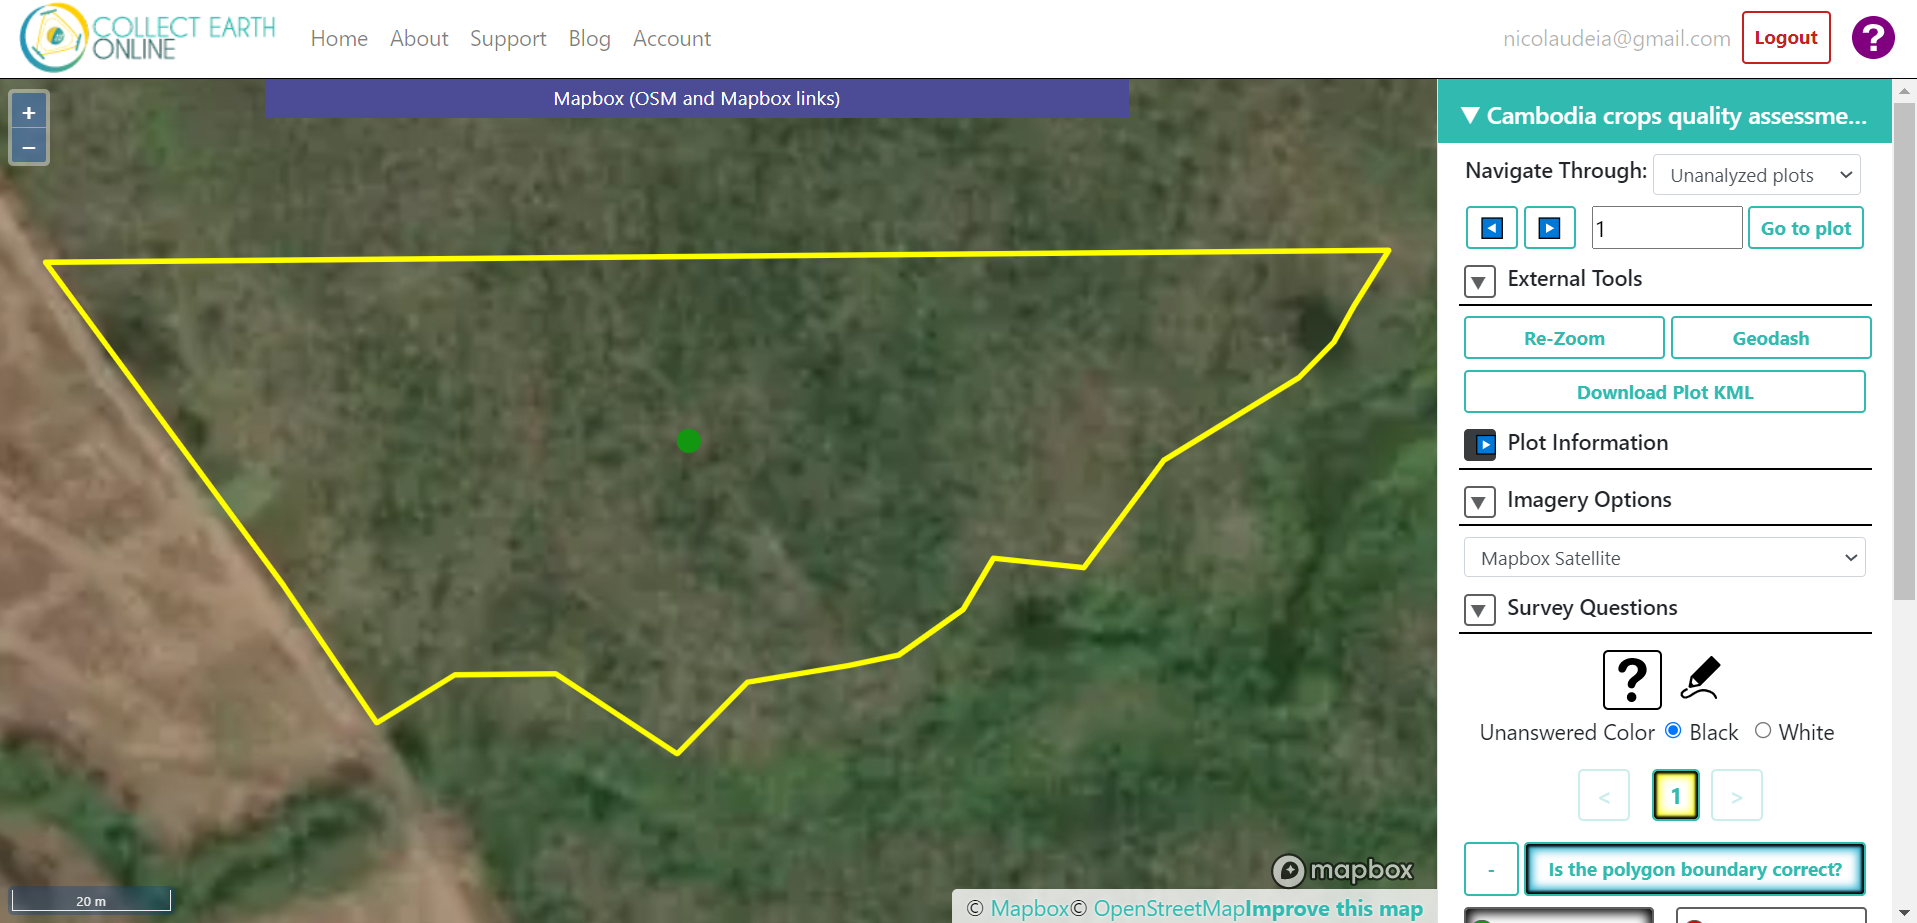 COLLECT EARTH
ONLINE
Home About Support Blog Account
nicolaudeia@gmail.com Logout ?
Mapbox (OSM and Mapbox links)
+
−
▼ Cambodia crops quality assessme...
Navigate Through: Unanalyzed plots
1 Go to plot
External Tools
Re-Zoom Geodash
Download Plot KML
Plot Information
Imagery Options
Mapbox Satellite
Survey Questions
?
Unanswered Color Black White
< 1 >
- Is the polygon boundary correct?
mapbox
20 m
© Mapbox© OpenStreetMapImprove this map